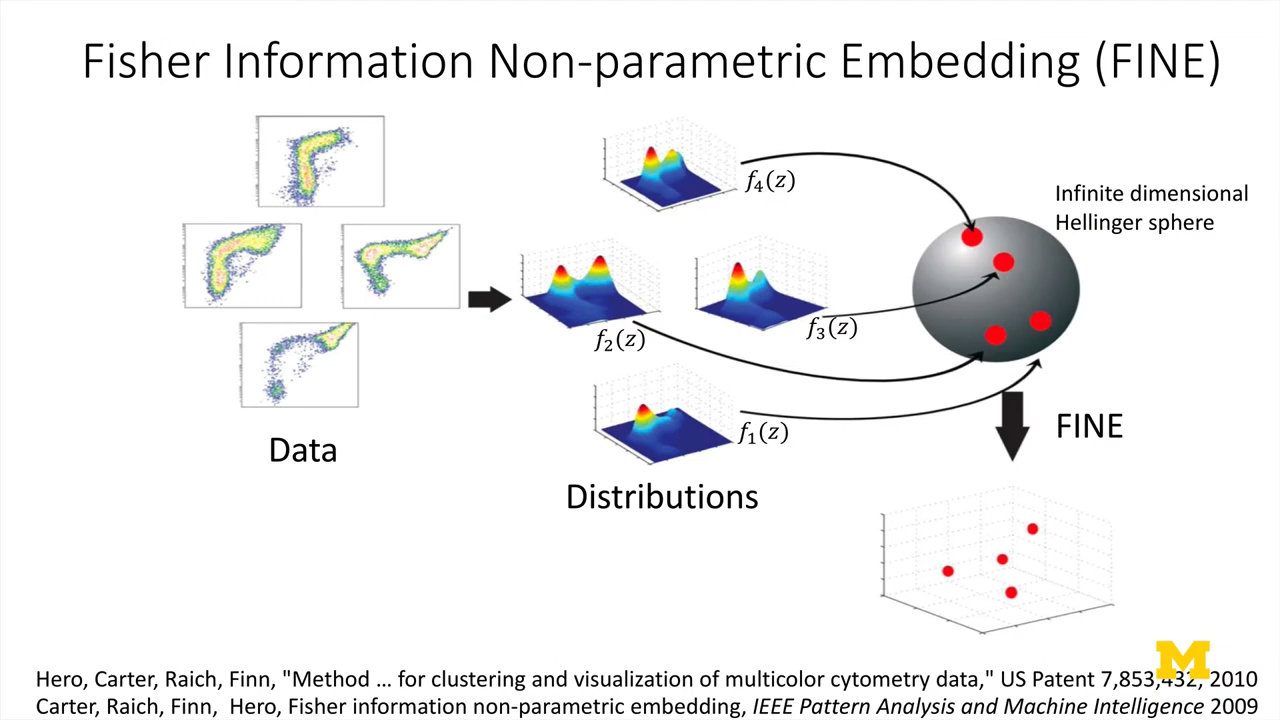 Fisher Information Non-parametric Embedding (FINE)
f₄(z)
Infinite dimensional
Hellinger sphere
f₃(z)
f₂(z)
f₁(z)
FINE
Data
Distributions
M
Hero, Carter, Raich, Finn, "Method … for clustering and visualization of multicolor cytometry data," US Patent 7,853,432, 2010
Carter, Raich, Finn, Hero, Fisher information non-parametric embedding, IEEE Pattern Analysis and Machine Intelligence 2009